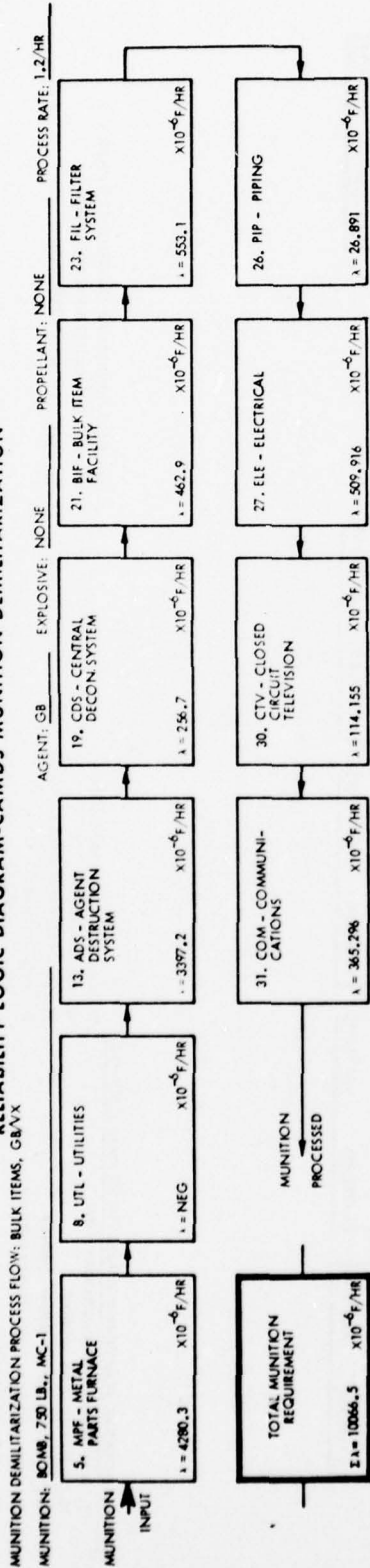 RELIABILITY LOGIC DIAGRAM-CAMDS MUNITION DEMILITARIZATION
MUNITION DEMILITARIZATION PROCESS FLOW: BULK ITEMS, GB/VX
MUNITION: BOMB, 750 LB., MC-1 AGENT: GB EXPLOSIVE: NONE PROPELLANT: NONE PROCESS RATE: 1.2/HR
MUNITION
INPUT
5. MPF - METAL
PARTS FURNACE
λ = 4280.3 X10⁻⁶F/HR
8. UTL - UTILITIES
λ = NEG X10⁻⁶F/HR
13. ADS - AGENT
DESTRUCTION
SYSTEM
λ = 3397.2 X10⁻⁶F/HR
19. CDS - CENTRAL
DECON. SYSTEM
λ = 256.7 X10⁻⁶F/HR
21. BIF - BULK ITEM
FACILITY
λ = 462.9 X10⁻⁶F/HR
23. FIL - FILTER
SYSTEM
λ = 553.1 X10⁻⁶F/HR
26. PIP - PIPING
λ = 26.891 X10⁻⁶F/HR
27. ELE - ELECTRICAL
λ = 509.916 X10⁻⁶F/HR
30. CTV - CLOSED
CIRCUIT
TELEVISION
λ = 114.155 X10⁻⁶F/HR
31. COM - COMMUNI-
CATIONS
λ = 365.296 X10⁻⁶F/HR
MUNITION
PROCESSED
TOTAL MUNITION
REQUIREMENT
Σλ = 10066.5 X10⁻⁶F/HR